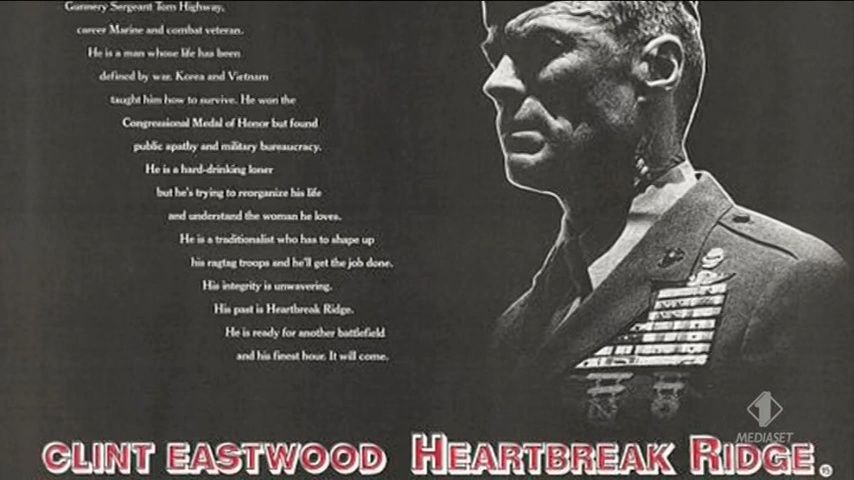 Gunnery Sergeant Tom Highway,
career Marine and combat veteran.
He is a man whose life has been
defined by war. Korea and Vietnam
taught him how to survive. He won the
Congressional Medal of Honor but found
public apathy and military bureaucracy.
He is a hard-drinking loner
but he's trying to reorganize his life
and understand the woman he loves.
He is a traditionalist who has to shape up
his ragtag troops and he'll get the job done.
His integrity is unwavering.
His past is Heartbreak Ridge.
He is ready for another battlefield
and his finest hour. It will come.
1
MEDIASET
CLINT EASTWOOD HEARTBREAK RIDGE 15